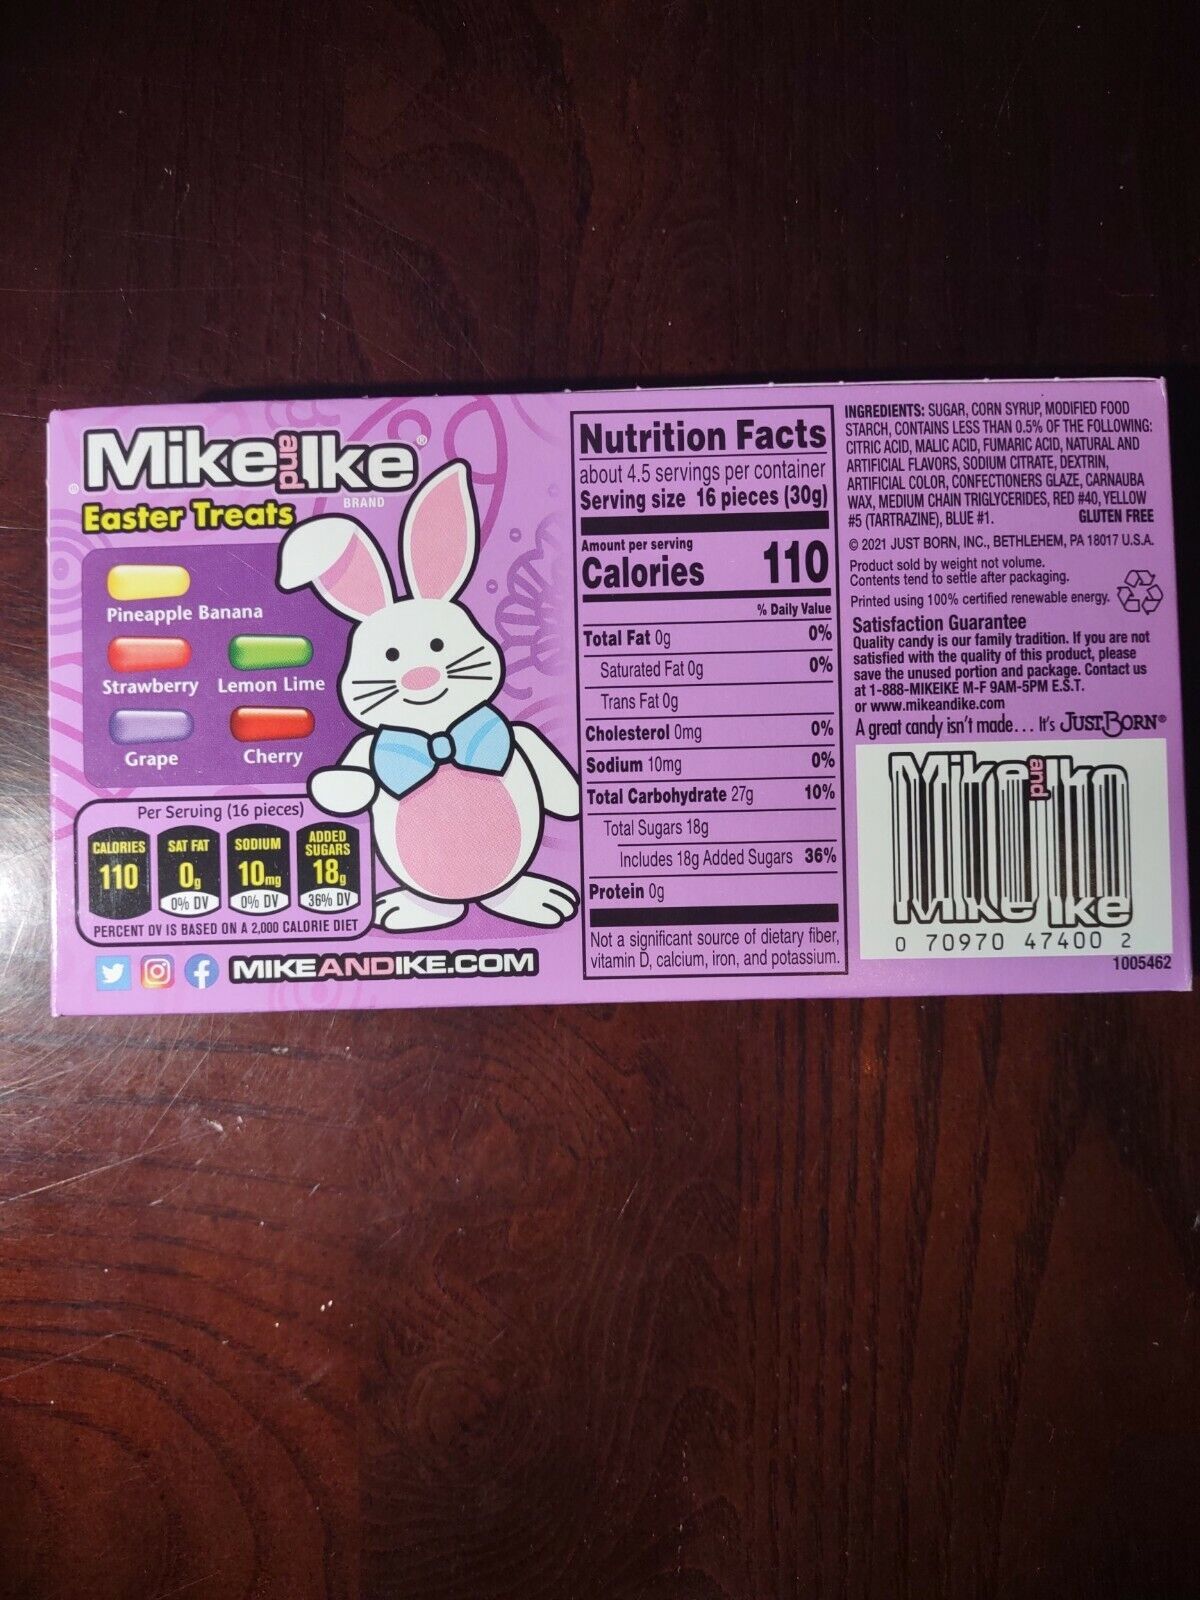 Mike and Ike®
BRAND
Easter Treats
Pineapple Banana
Strawberry
Lemon Lime
Grape
Cherry
Per Serving (16 pieces)
CALORIES
110
SAT FAT
0g
0% DV
SODIUM
10mg
0% DV
ADDED
SUGARS
18g
36% DV
PERCENT DV IS BASED ON A 2,000 CALORIE DIET
MIKEANDIKE.COM
Nutrition Facts
about 4.5 servings per container
Serving size 16 pieces (30g)
Amount per serving
Calories 110
% Daily Value
Total Fat 0g 0%
Saturated Fat 0g 0%
Trans Fat 0g
Cholesterol 0mg 0%
Sodium 10mg 0%
Total Carbohydrate 27g 10%
Total Sugars 18g
Includes 18g Added Sugars 36%
Protein 0g
Not a significant source of dietary fiber,
vitamin D, calcium, iron, and potassium.
INGREDIENTS: SUGAR, CORN SYRUP, MODIFIED FOOD
STARCH, CONTAINS LESS THAN 0.5% OF THE FOLLOWING:
CITRIC ACID, MALIC ACID, FUMARIC ACID, NATURAL AND
ARTIFICIAL FLAVORS, SODIUM CITRATE, DEXTRIN,
ARTIFICIAL COLOR, CONFECTIONERS GLAZE, CARNAUBA
WAX, MEDIUM CHAIN TRIGLYCERIDES, RED #40, YELLOW
#5 (TARTRAZINE), BLUE #1. GLUTEN FREE
© 2021 JUST BORN, INC., BETHLEHEM, PA 18017 U.S.A.
Product sold by weight not volume.
Contents tend to settle after packaging.
Printed using 100% certified renewable energy.
Satisfaction Guarantee
Quality candy is our family tradition. If you are not
satisfied with the quality of this product, please
save the unused portion and package. Contact us
at 1-888-MIKEIKE M-F 9AM-5PM E.S.T.
or www.mikeandike.com
A great candy isn't made... It's JUST BORN®
Mike and Ike
Mike Ike
0 70970 47400 2
1005462